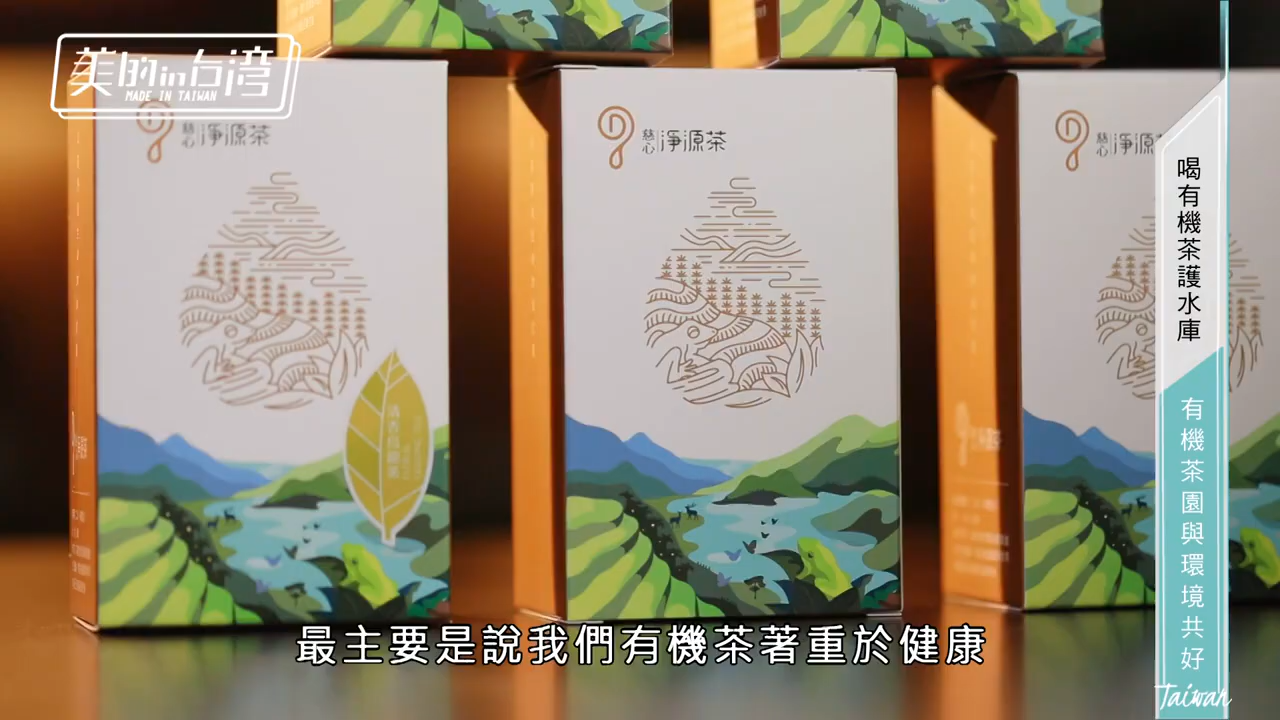 美的in台湾
MADE IN TAIWAN
慈心 淨源茶
慈心 淨源茶
慈心 淨源茶
喝有機茶護水庫
有機茶園與環境共好
Taiwan
最主要是說我們有機茶著重於健康